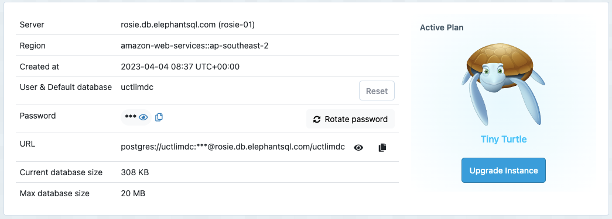 Server rosie.db.elephantsql.com (rosie-01)
Active Plan
Region amazon-web-services::ap-southeast-2
Created at 2023-04-04 08:37 UTC+00:00
User & Default database uctlimdc Reset
Password *** Rotate password
Tiny Turtle
URL postgres://uctlimdc:***@rosie.db.elephantsql.com/uctlimdc
Upgrade Instance
Current database size 308 KB
Max database size 20 MB